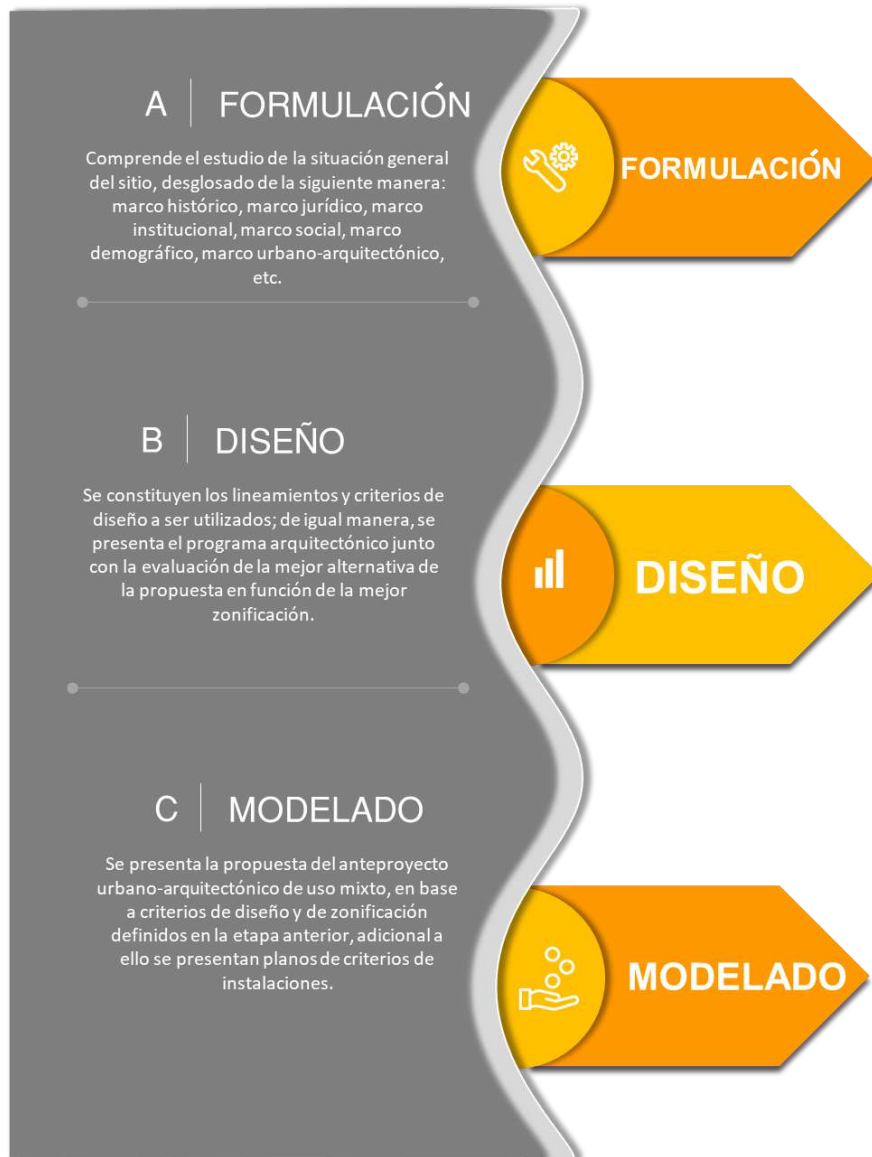 A | FORMULACIÓN
Comprende el estudio de la situación general
del sitio, desglosado de la siguiente manera:
marco histórico, marco jurídico, marco
institucional, marco social, marco
demográfico, marco urbano-arquitectónico,
etc.
FORMULACIÓN
B | DISEÑO
Se constituyen los lineamientos y criterios de
diseño a ser utilizados; de igual manera, se
presenta el programa arquitectónico junto
con la evaluación de la mejor alternativa de
la propuesta en función de la mejor
zonificación.
DISEÑO
C | MODELADO
Se presenta la propuesta del anteproyecto
urbano-arquitectónico de uso mixto, en base
a criterios de diseño y de zonificación
definidos en la etapa anterior, adicional a
ello se presentan planos de criterios de
instalaciones.
MODELADO